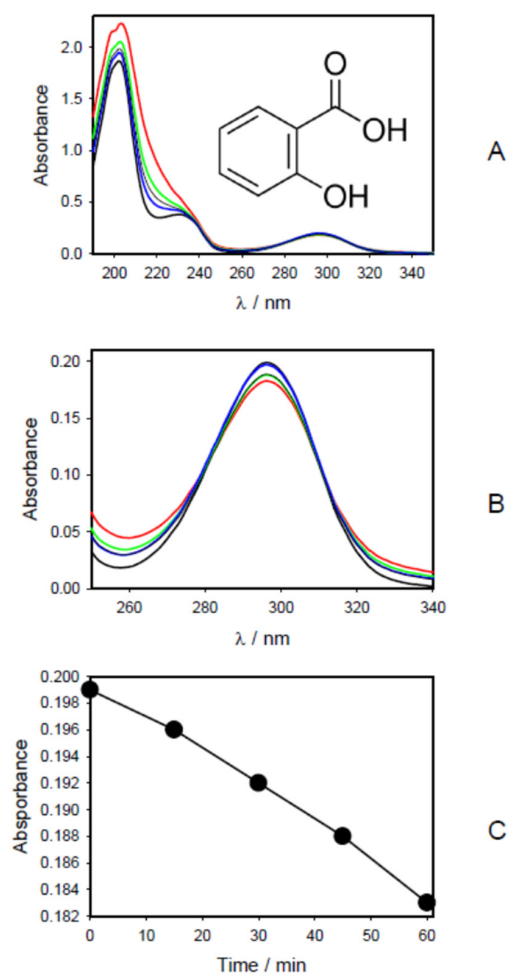 2.0
1.5
1.0
0.5
0.0
Absorbance
O
OH
OH
A
200 220 240 260 280 300 320 340
λ / nm
0.20
0.15
0.10
0.05
0.00
Absorbance
B
260 280 300 320 340
λ / nm
0.200
0.198
0.196
0.194
0.192
0.190
0.188
0.186
0.184
0.182
Abpsorbance
C
0 10 20 30 40 50 60
Time / min